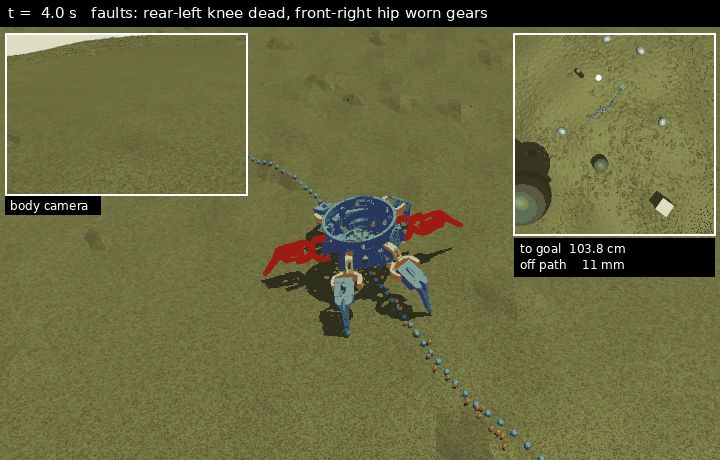 t =  4.0 s   faults: rear-left knee dead, front-right hip worn gears
body camera
to goal  103.8 cm
off path    11 mm